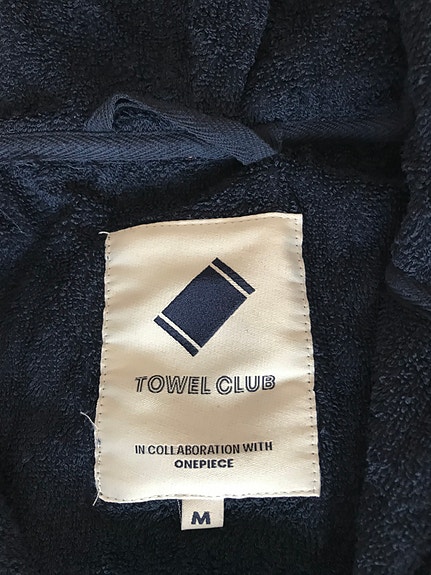 TOWEL CLUB
IN COLLABORATION WITH
ONEPIECE
M